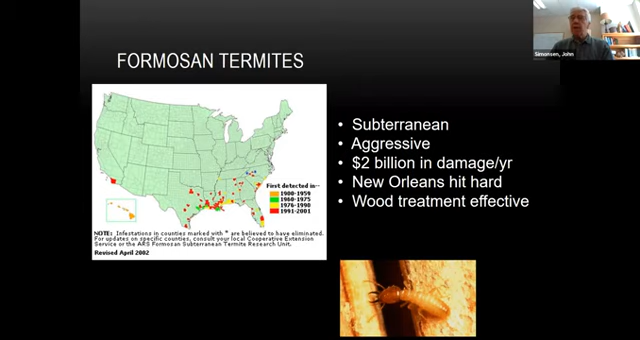 Simonsen, John
FORMOSAN TERMITES
First detected in--
1900-1959
1960-1975
1976-1990
1991-2001
NOTE: Infestations in counties marked with * are believed to have eliminated.
For updates on specific counties, consult your local Cooperative Extension
Service or the ARS Formosan Subterranean Termite Research Unit.
Revised April 2002
• Subterranean
• Aggressive
• $2 billion in damage/yr
• New Orleans hit hard
• Wood treatment effective